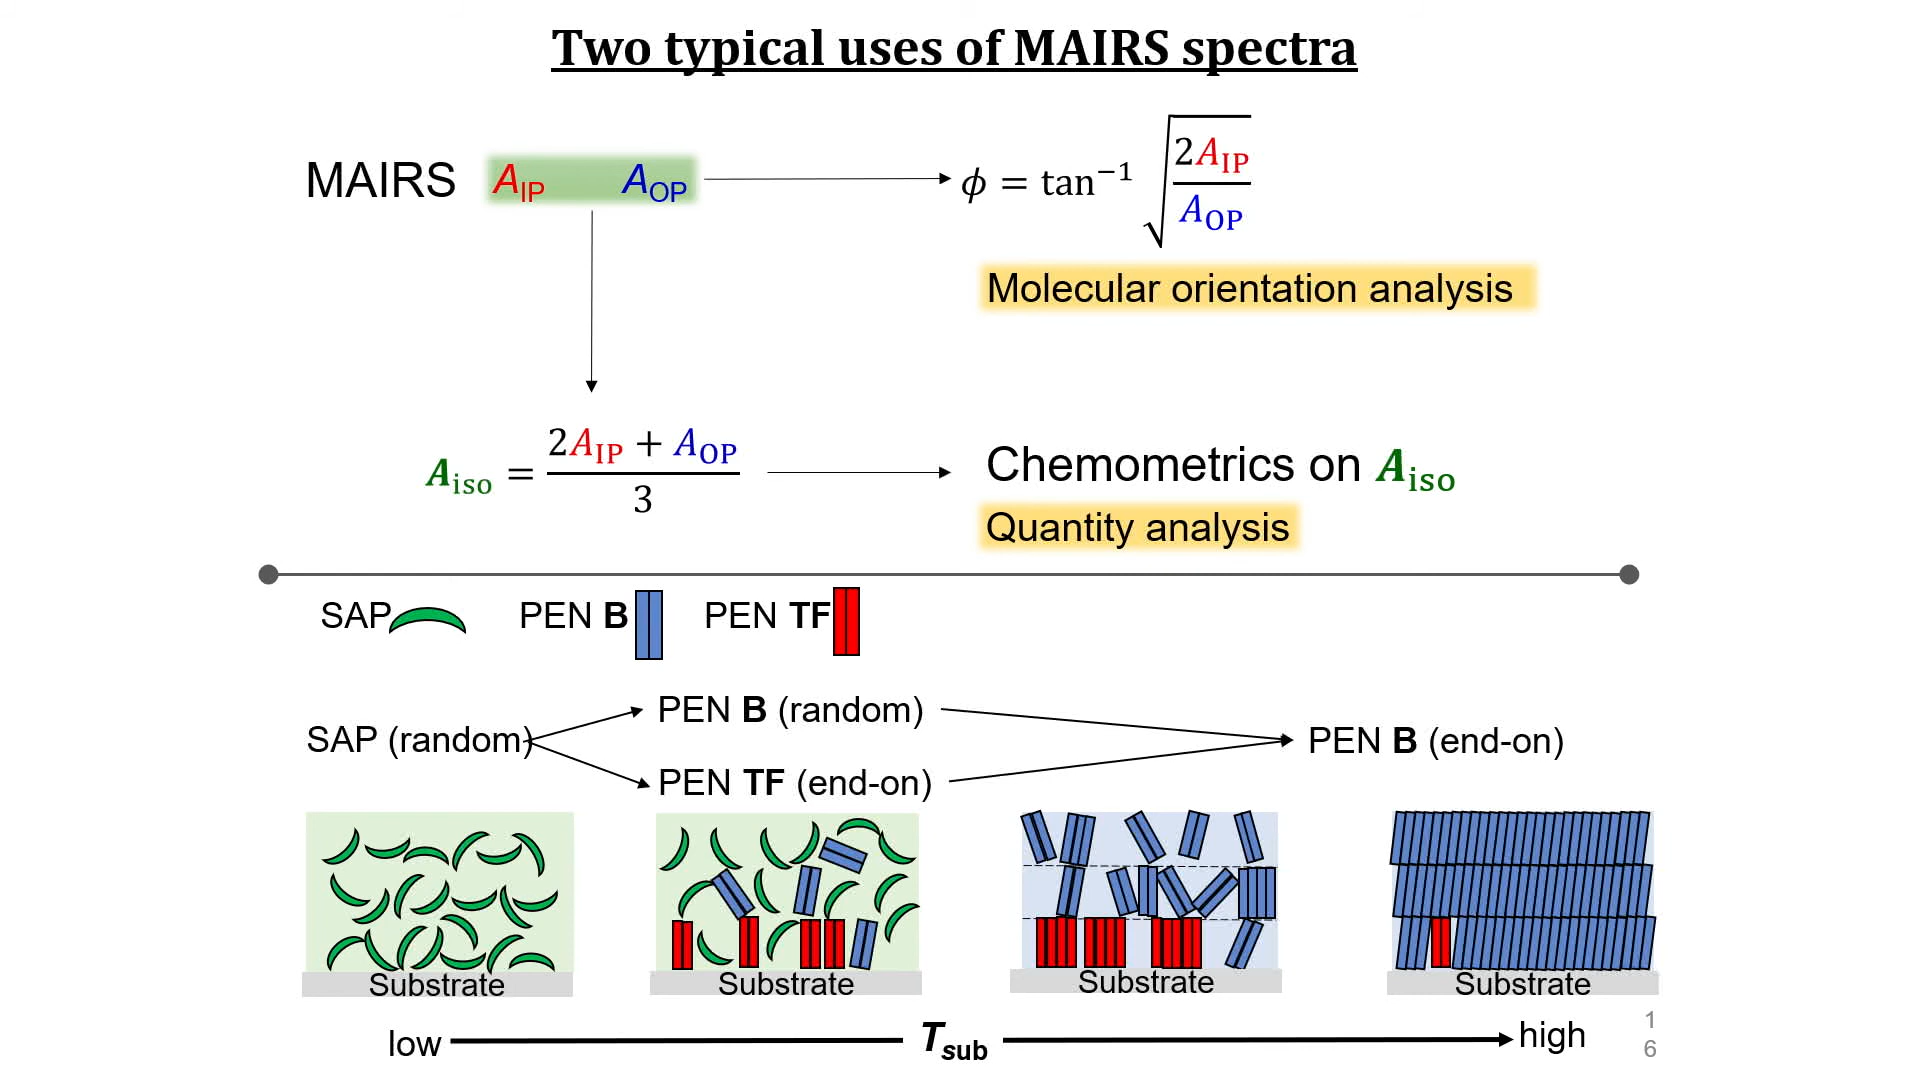 Two typical uses of MAIRS spectra
MAIRS A_IP A_OP
ϕ = tan⁻¹ √(2A_IP / A_OP)
Molecular orientation analysis
A_iso = (2A_IP + A_OP) / 3
Chemometrics on A_iso
Quantity analysis
SAP PEN B PEN TF
PEN B (random)
SAP (random) PEN B (end-on)
PEN TF (end-on)
Substrate Substrate Substrate Substrate
low T_sub high
1
6